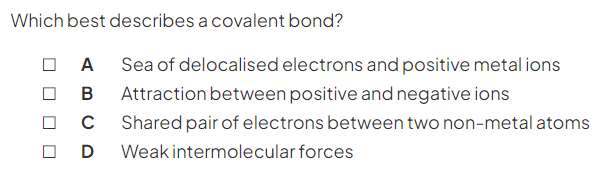 Which best describes a covalent bond?
☐ A Sea of delocalised electrons and positive metal ions
☐ B Attraction between positive and negative ions
☐ C Shared pair of electrons between two non-metal atoms
☐ D Weak intermolecular forces